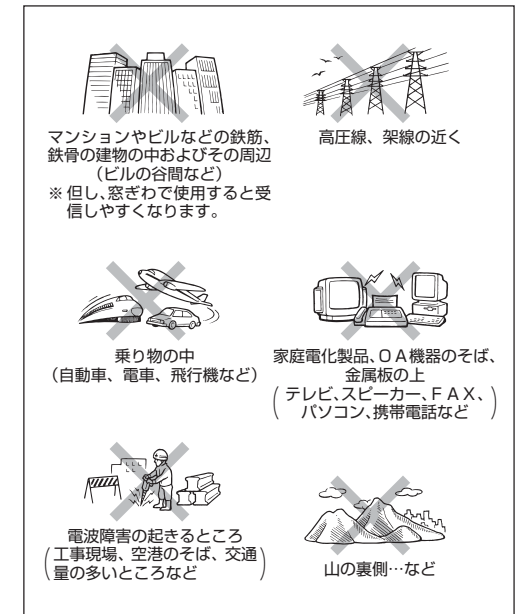 マンションやビルなどの鉄筋、
鉄骨の建物の中およびその周辺
（ビルの谷間など）
※但し、窓ぎわで使用すると受
信しやすくなります。
高圧線、架線の近く
乗り物の中
（自動車、電車、飛行機など）
家庭電化製品、ＯＡ機器のそば、
金属板の上
（テレビ、スピーカー、ＦＡＸ、
パソコン、携帯電話など）
電波障害の起きるところ
（工事現場、空港のそば、交通
量の多いところなど）
山の裏側…など